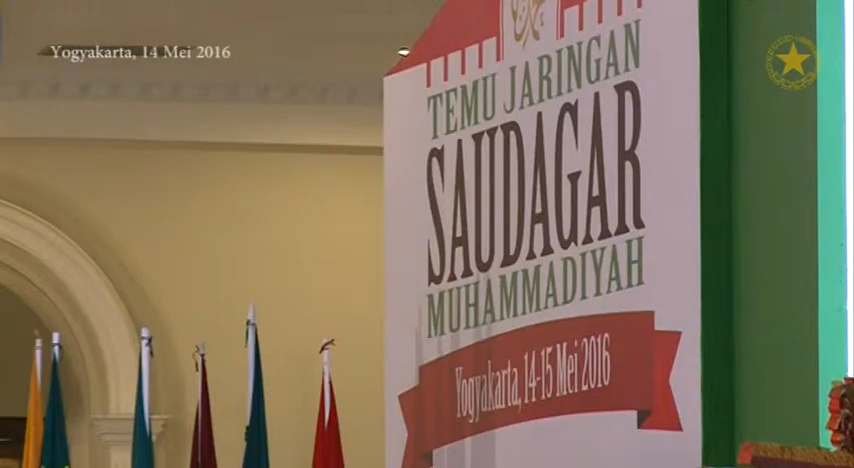 Yogyakarta, 14 Mei 2016
TEMU JARINGAN
SAUDAGAR
MUHAMMADIYAH
Yogyakarta, 14-15 Mei 2016